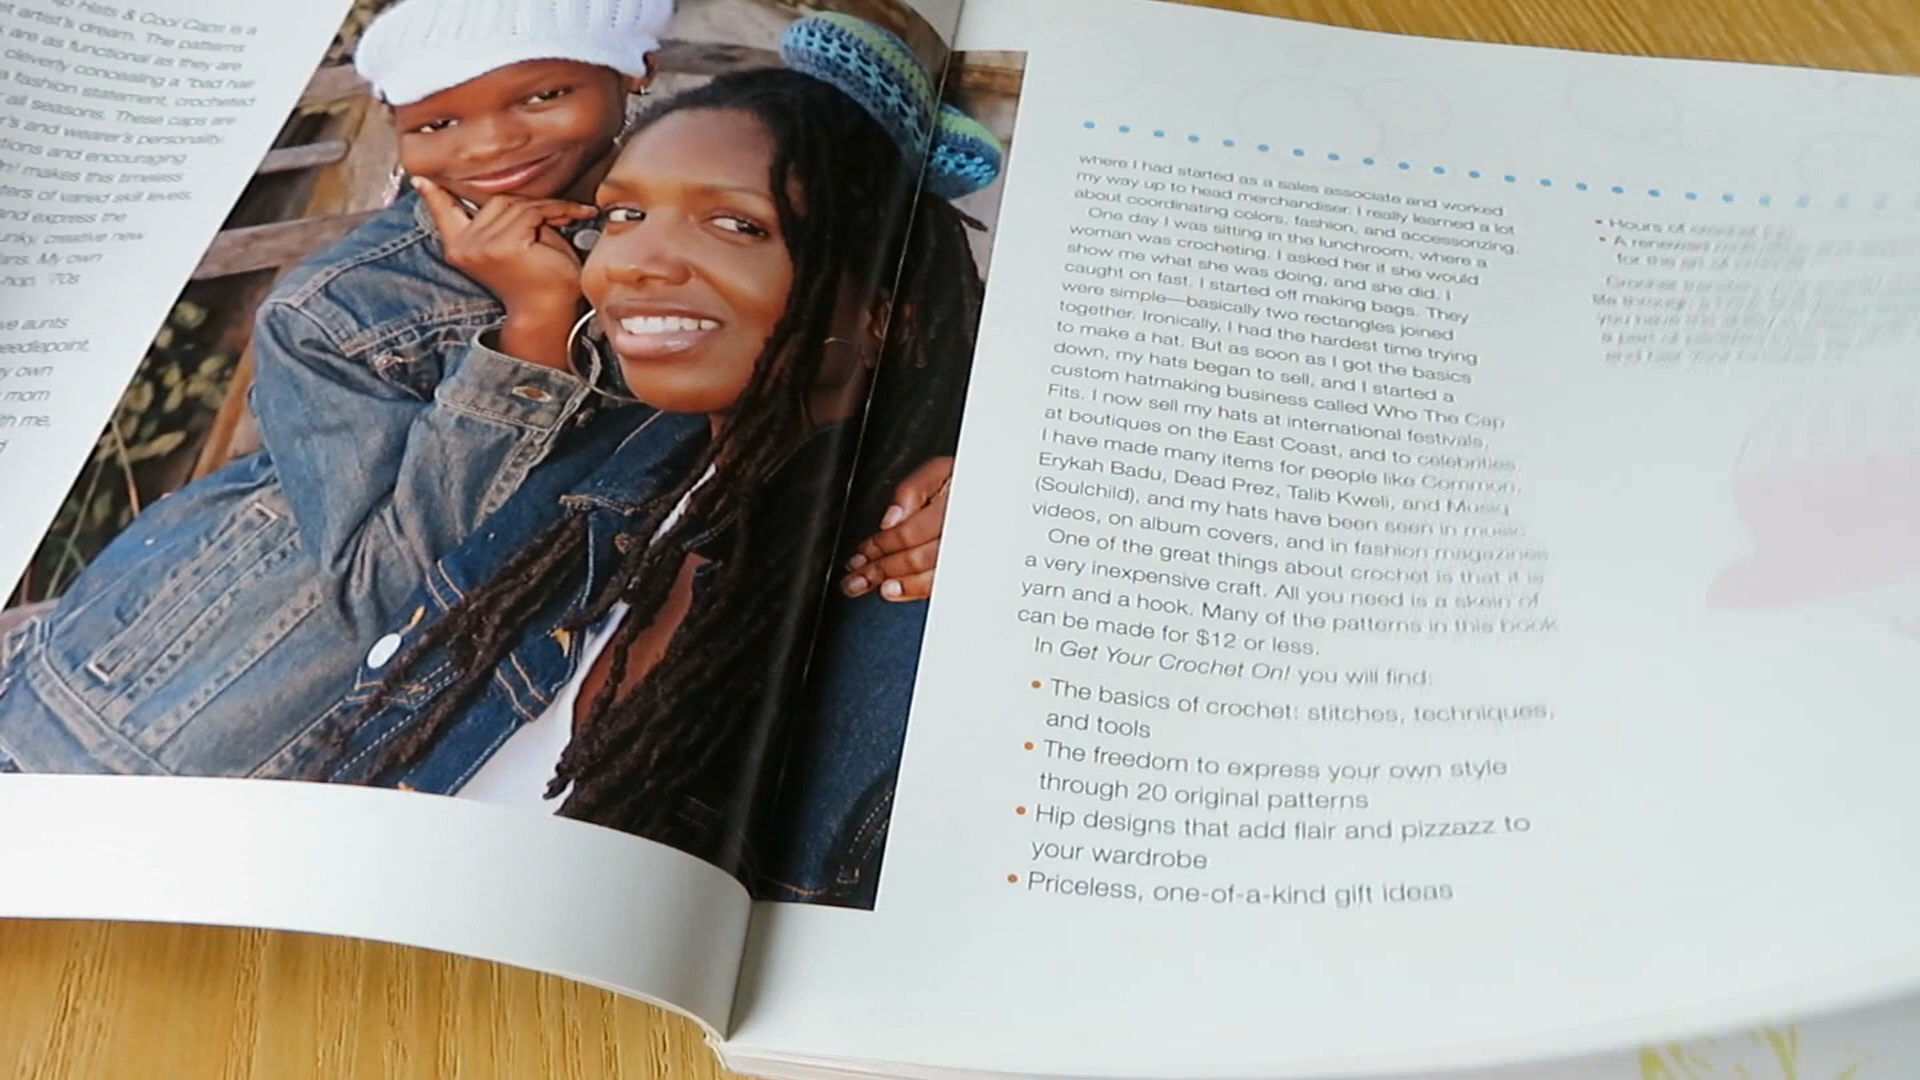 Hats & Cool Caps is a
artist's dream. The patterns
are as functional as they are
cleverly concealing a "bad hair
a fashion statement, crocheted
all seasons. These caps are
and wearer's personality.
and encouraging
makes this timeless
of varied skill levels.
and express the
creative new
My own
'70s
aunts
needlepoint,
own
mom
with me,
where I had started as a sales associate and worked
my way up to head merchandiser. I really learned a lot
about coordinating colors, fashion, and accessorizing.
One day I was sitting in the lunchroom, where a
woman was crocheting. I asked her if she would
show me what she was doing, and she did. I
caught on fast. I started off making bags. They
were simple—basically two rectangles joined
together. Ironically, I had the hardest time trying
to make a hat. But as soon as I got the basics
down, my hats began to sell, and I started a
custom hatmaking business called Who The Cap
Fits. I now sell my hats at international festivals,
at boutiques on the East Coast, and to celebrities.
I have made many items for people like Common,
Erykah Badu, Dead Prez, Talib Kweli, and Musiq
(Soulchild), and my hats have been seen in music
videos, on album covers, and in fashion magazines
One of the great things about crochet is that it is
a very inexpensive craft. All you need is a skein of
yarn and a hook. Many of the patterns in this book
can be made for $12 or less.
In Get Your Crochet On! you will find:
• The basics of crochet: stitches, techniques,
and tools
• The freedom to express your own style
through 20 original patterns
• Hip designs that add flair and pizzazz to
your wardrobe
• Priceless, one-of-a-kind gift ideas
• Hours of
• A renewed
for the art of